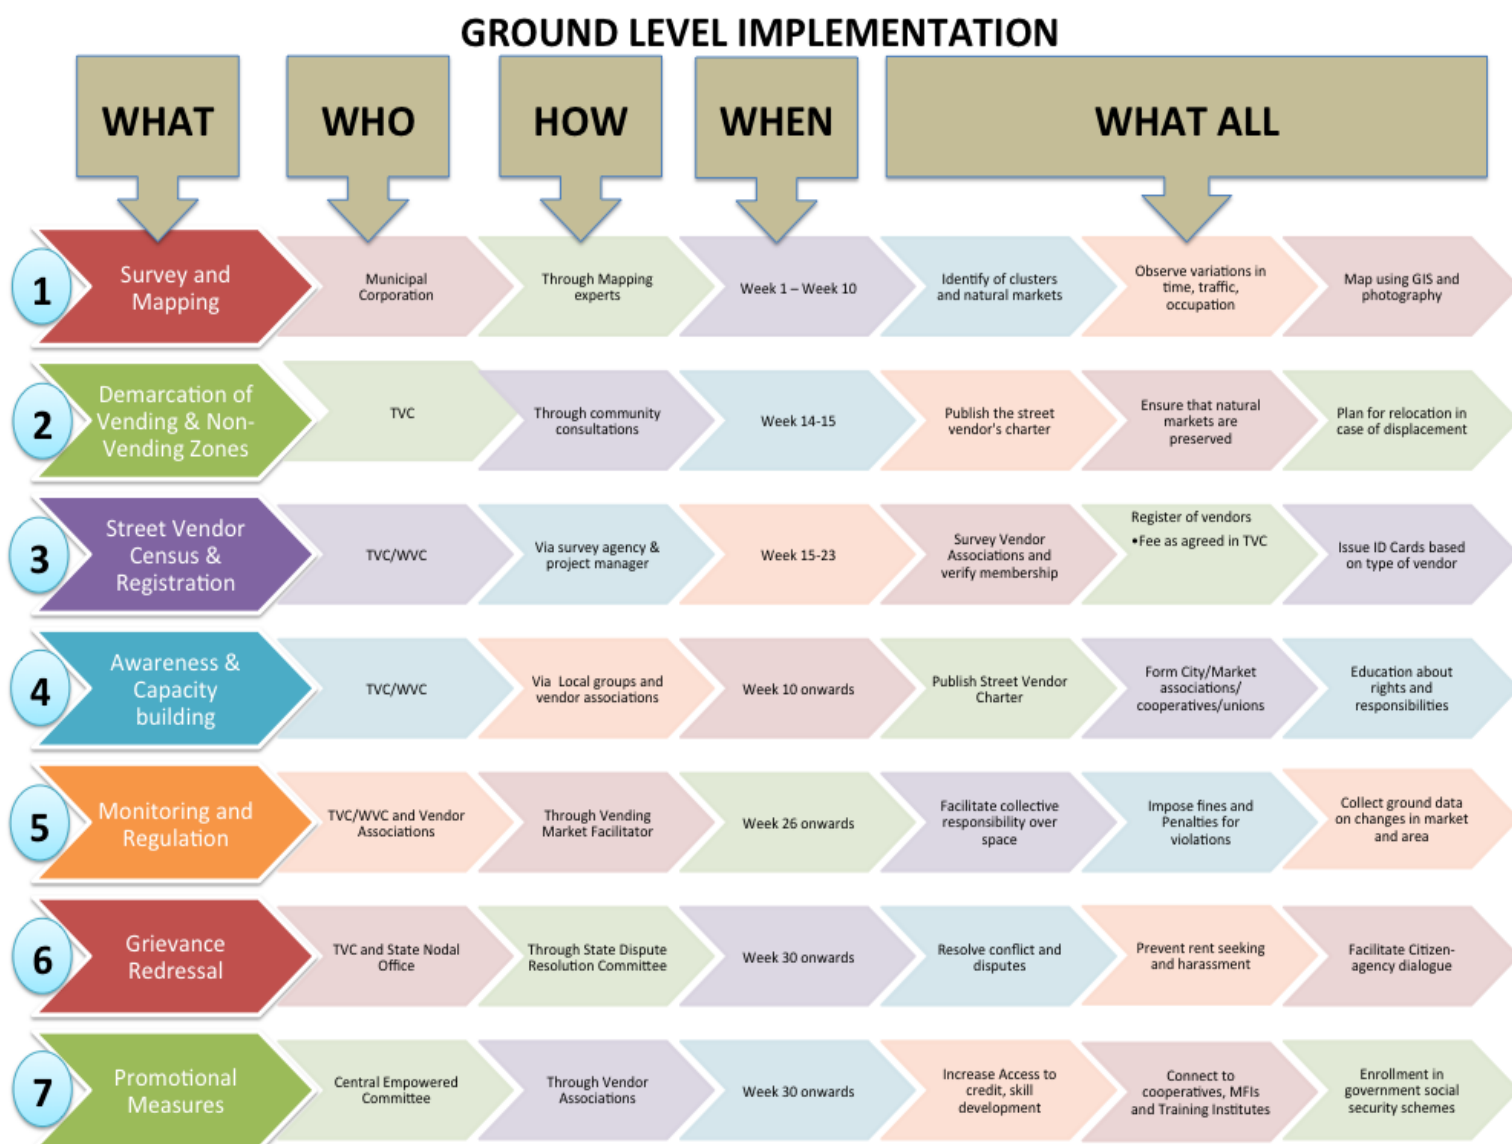 GROUND LEVEL IMPLEMENTATION
WHAT
WHO
HOW
WHEN
WHAT ALL
1
Survey and
Mapping
Municipal
Corporation
Through Mapping
experts
Week 1 – Week 10
Identify of clusters
and natural markets
Observe variations in
time, traffic,
occupation
Map using GIS and
photography
2
Demarcation of
Vending & Non-
Vending Zones
TVC
Through community
consultations
Week 14-15
Publish the street
vendor's charter
Ensure that natural
markets are
preserved
Plan for relocation in
case of displacement
3
Street Vendor
Census &
Registration
TVC/WVC
Via survey agency &
project manager
Week 15-23
Survey Vendor
Associations and
verify membership
Register of vendors
•Fee as agreed in TVC
Issue ID Cards based
on type of vendor
4
Awareness &
Capacity
building
TVC/WVC
Via Local groups and
vendor associations
Week 10 onwards
Publish Street Vendor
Charter
Form City/Market
associations/
cooperatives/unions
Education about
rights and
responsibilities
5
Monitoring and
Regulation
TVC/WVC and Vendor
Associations
Through Vending
Market Facilitator
Week 26 onwards
Facilitate collective
responsibility over
space
Impose fines and
Penalties for
violations
Collect ground data
on changes in market
and area
6
Grievance
Redressal
TVC and State Nodal
Office
Through State Dispute
Resolution Committee
Week 30 onwards
Resolve conflict and
disputes
Prevent rent seeking
and harassment
Facilitate Citizen-
agency dialogue
7
Promotional
Measures
Central Empowered
Committee
Through Vendor
Associations
Week 30 onwards
Increase Access to
credit, skill
development
Connect to
cooperatives, MFIs
and Training Institutes
Enrollment in
government social
security schemes